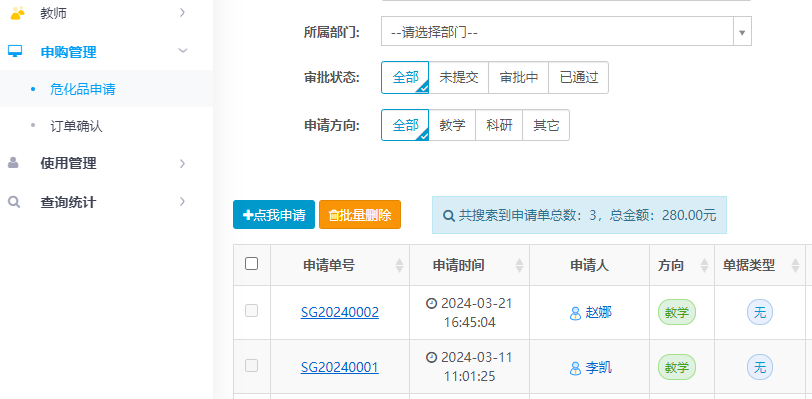 教师
申购管理
危化品申请
订单确认
使用管理
查询统计
所属部门:
--请选择部门--
审批状态:
全部 未提交 审批中 已通过
申请方向:
全部 教学 科研 其它
点我申请 批量删除
共搜索到申请单总数：3，总金额：280.00元
申请单号 申请时间 申请人 方向 单据类型
SG20240002 2024-03-21 16:45:04 赵娜 教学 无
SG20240001 2024-03-11 11:01:25 李凯 教学 无